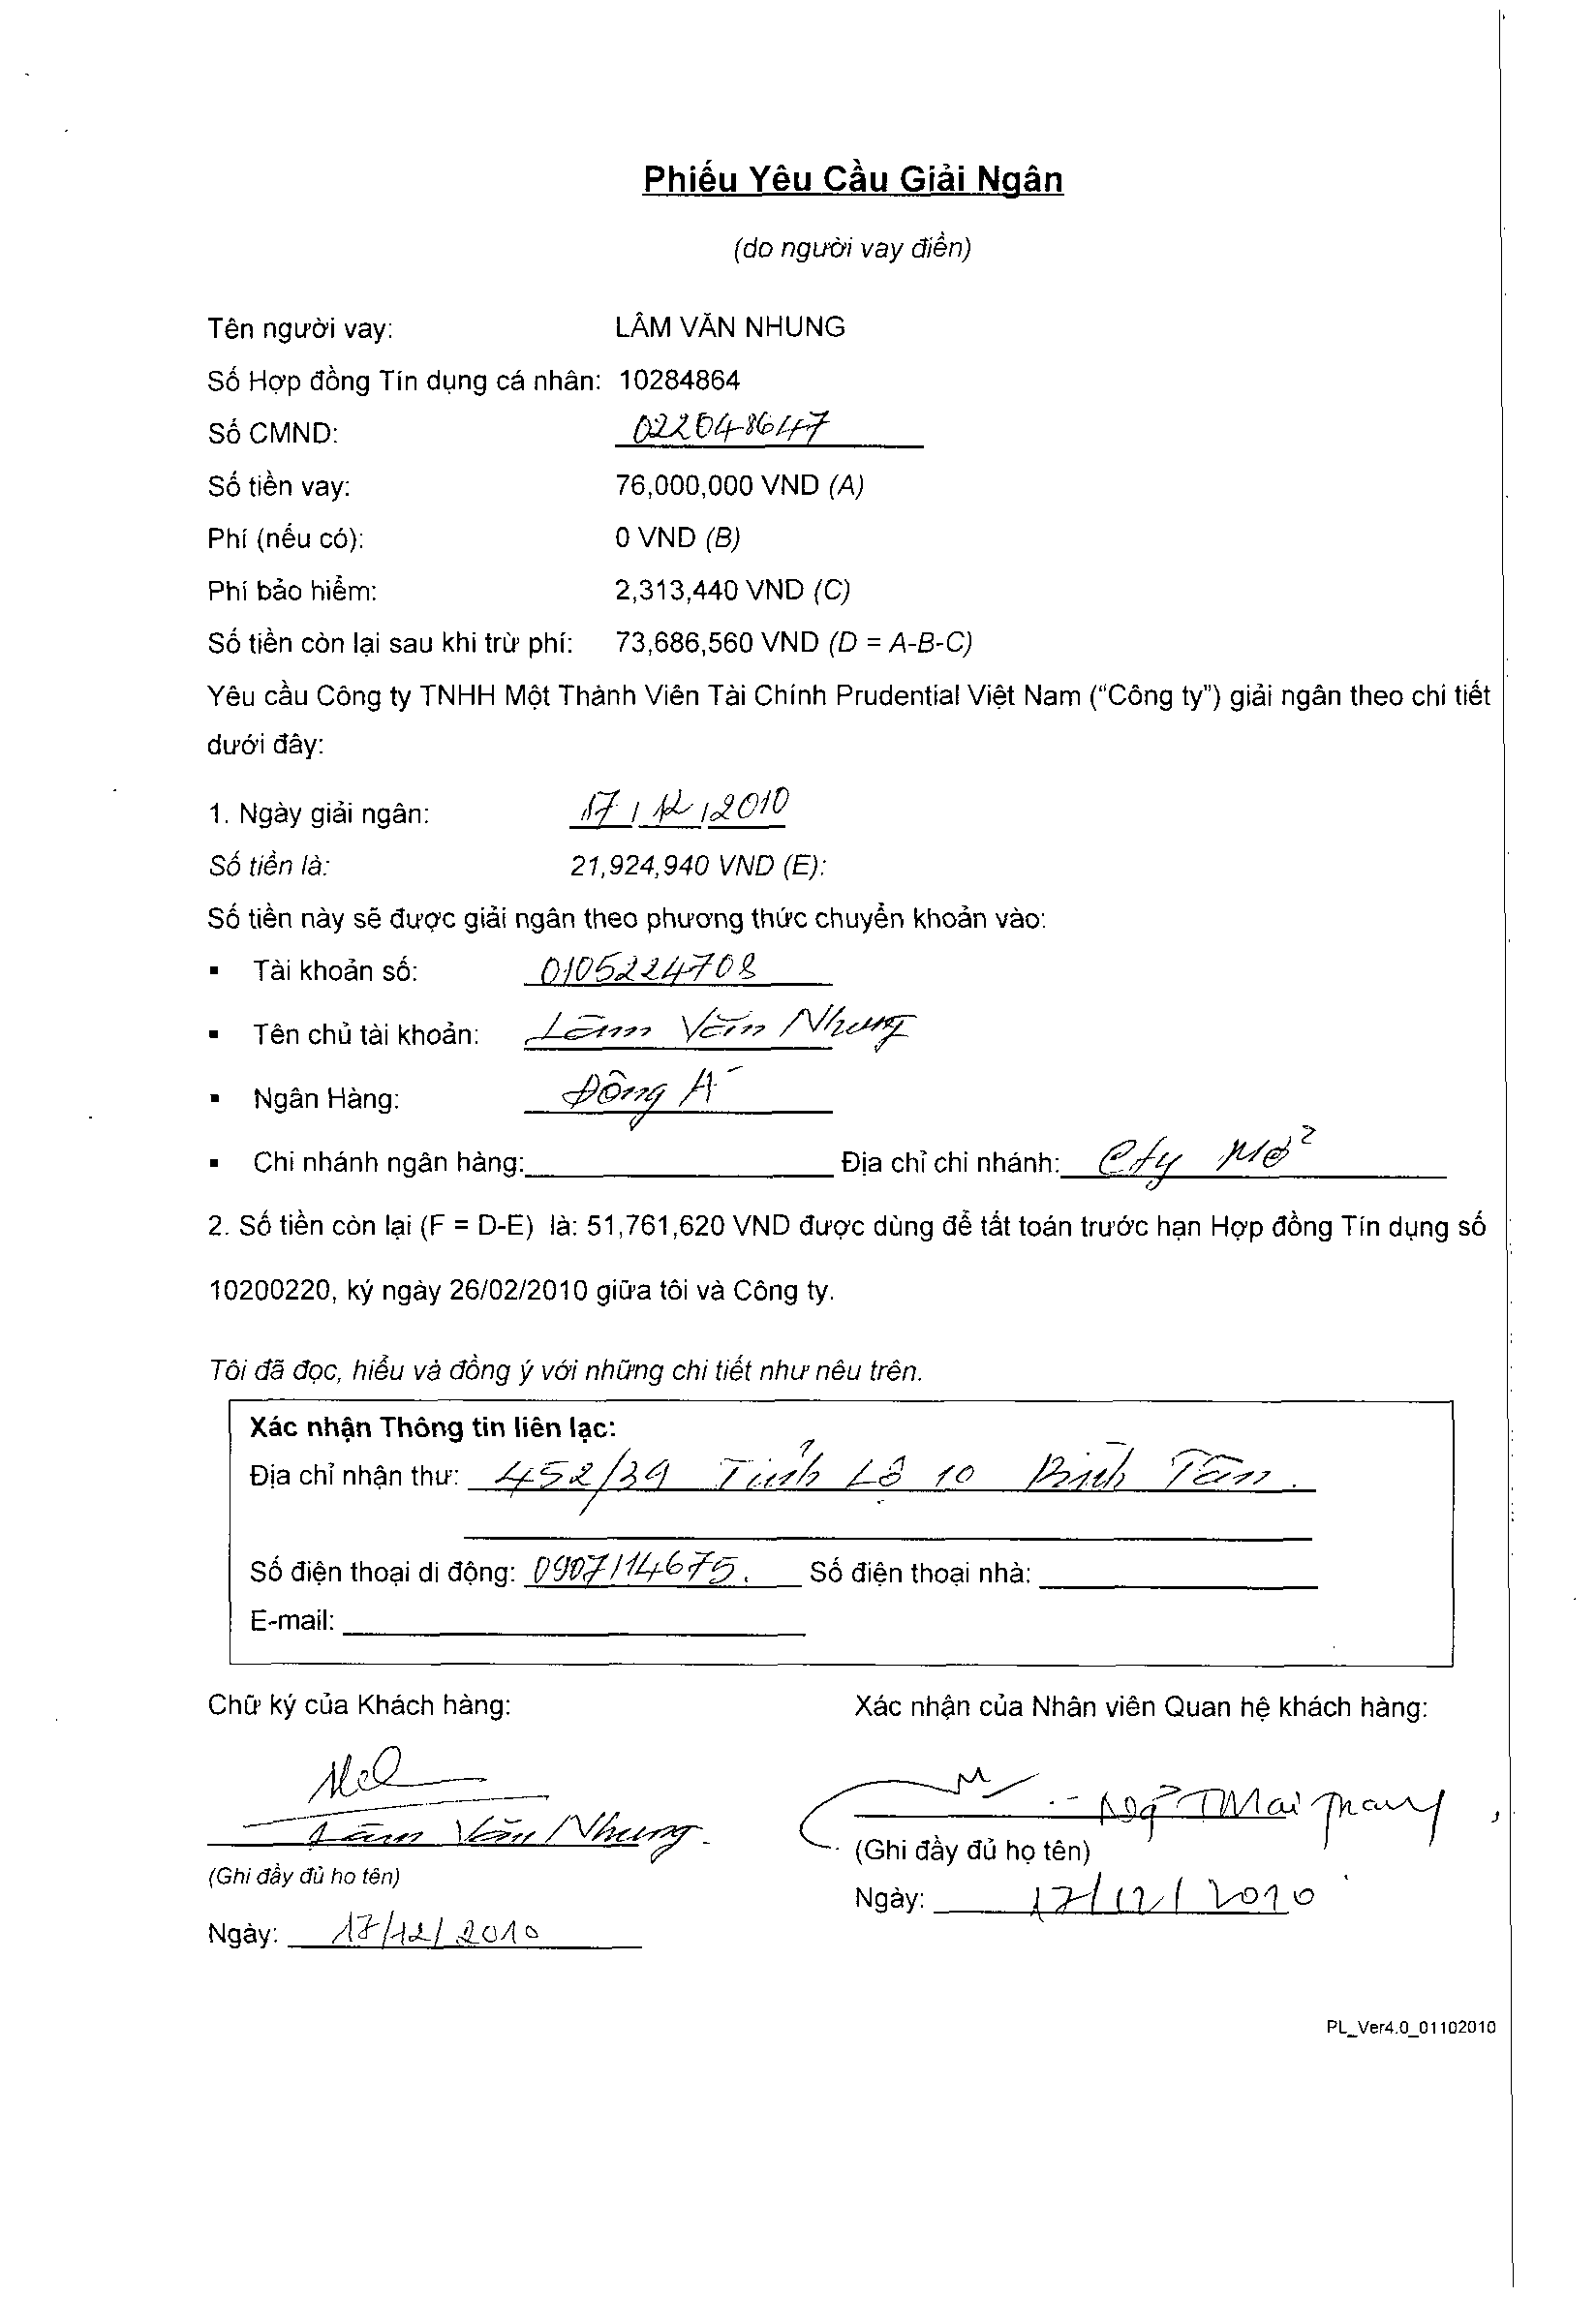 Phiếu Yêu Cầu Giải Ngân
(do người vay điền)
Tên người vay: LÂM VĂN NHUNG
Số Hợp đồng Tín dụng cá nhân: 10284864
Số CMND: 022048647
Số tiền vay: 76,000,000 VND (A)
Phí (nếu có): 0 VND (B)
Phí bảo hiểm: 2,313,440 VND (C)
Số tiền còn lại sau khi trừ phí: 73,686,560 VND (D = A-B-C)
Yêu cầu Công ty TNHH Một Thành Viên Tài Chính Prudential Việt Nam ("Công ty") giải ngân theo chi tiết
dưới đây:
1. Ngày giải ngân: 17/12/2010
Số tiền là: 21,924,940 VND (E):
Số tiền này sẽ được giải ngân theo phương thức chuyển khoản vào:
▪ Tài khoản số: 0105224708
▪ Tên chủ tài khoản: Lâm Văn Nhung
▪ Ngân Hàng: Đông Á
▪ Chi nhánh ngân hàng: Địa chỉ chi nhánh: Cty Mở
2. Số tiền còn lại (F = D-E) là: 51,761,620 VND được dùng để tất toán trước hạn Hợp đồng Tín dụng số
10200220, ký ngày 26/02/2010 giữa tôi và Công ty.
Tôi đã đọc, hiểu và đồng ý với những chi tiết như nêu trên.
Xác nhận Thông tin liên lạc:
Địa chỉ nhận thư: 452/39 Tỉnh Lộ 10 Bình Tân.
Số điện thoại di động: 0907114675. Số điện thoại nhà:
E-mail:
Chữ ký của Khách hàng: Xác nhận của Nhân viên Quan hệ khách hàng:
Lâm Văn Nhung. Ngô T Mai Trang
(Ghi đầy đủ họ tên) (Ghi đầy đủ họ tên)
Ngày: 17/12/2010 Ngày: 17/12/2010
PL_Ver4.0_01102010